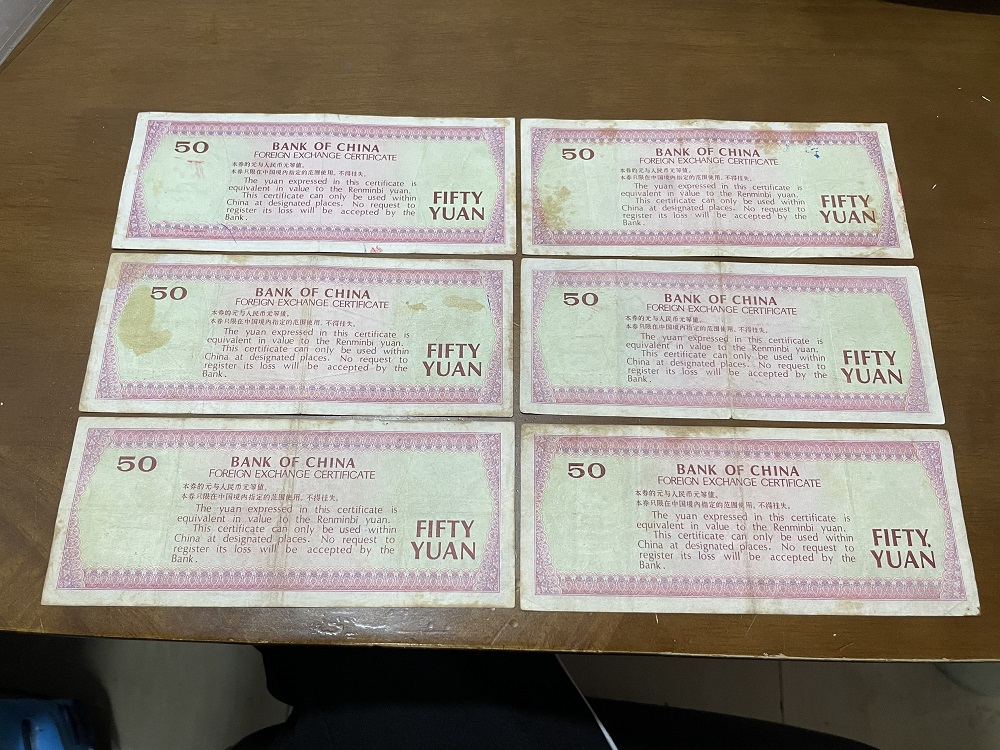 50
BANK OF CHINA
FOREIGN EXCHANGE CERTIFICATE
本券的元与人民币元等值。
本券只限在中国境内指定的范围使用,不得挂失。
The yuan expressed in this certificate is
equivalent in value to the Renminbi yuan.
This certificate can only be used within
China at designated places. No request to
register its loss will be accepted by the
Bank.
FIFTY
YUAN
50
BANK OF CHINA
FOREIGN EXCHANGE CERTIFICATE
本券的元与人民币元等值。
本券只限在中国境内指定的范围使用,不得挂失。
The yuan expressed in this certificate is
equivalent in value to the Renminbi yuan.
This certificate can only be used within
China at designated places. No request to
register its loss will be accepted by the
Bank.
FIFTY
YUAN
50
BANK OF CHINA
FOREIGN EXCHANGE CERTIFICATE
本券的元与人民币元等值。
本券只限在中国境内指定的范围使用,不得挂失。
The yuan expressed in this certificate is
equivalent in value to the Renminbi yuan.
This certificate can only be used within
China at designated places. No request to
register its loss will be accepted by the
Bank.
FIFTY
YUAN
50
BANK OF CHINA
FOREIGN EXCHANGE CERTIFICATE
本券的元与人民币元等值。
本券只限在中国境内指定的范围使用,不得挂失。
The yuan expressed in this certificate is
equivalent in value to the Renminbi yuan.
This certificate can only be used within
China at designated places. No request to
register its loss will be accepted by the
Bank.
FIFTY
YUAN
50
BANK OF CHINA
FOREIGN EXCHANGE CERTIFICATE
本券的元与人民币元等值。
本券只限在中国境内指定的范围使用,不得挂失。
The yuan expressed in this certificate is
equivalent in value to the Renminbi yuan.
This certificate can only be used within
China at designated places. No request to
register its loss will be accepted by the
Bank.
FIFTY
YUAN
50
BANK OF CHINA
FOREIGN EXCHANGE CERTIFICATE
本券的元与人民币元等值。
本券只限在中国境内指定的范围使用,不得挂失。
The yuan expressed in this certificate is
equivalent in value to the Renminbi yuan.
This certificate can only be used within
China at designated places. No request to
register its loss will be accepted by the
Bank.
FIFTY
YUAN